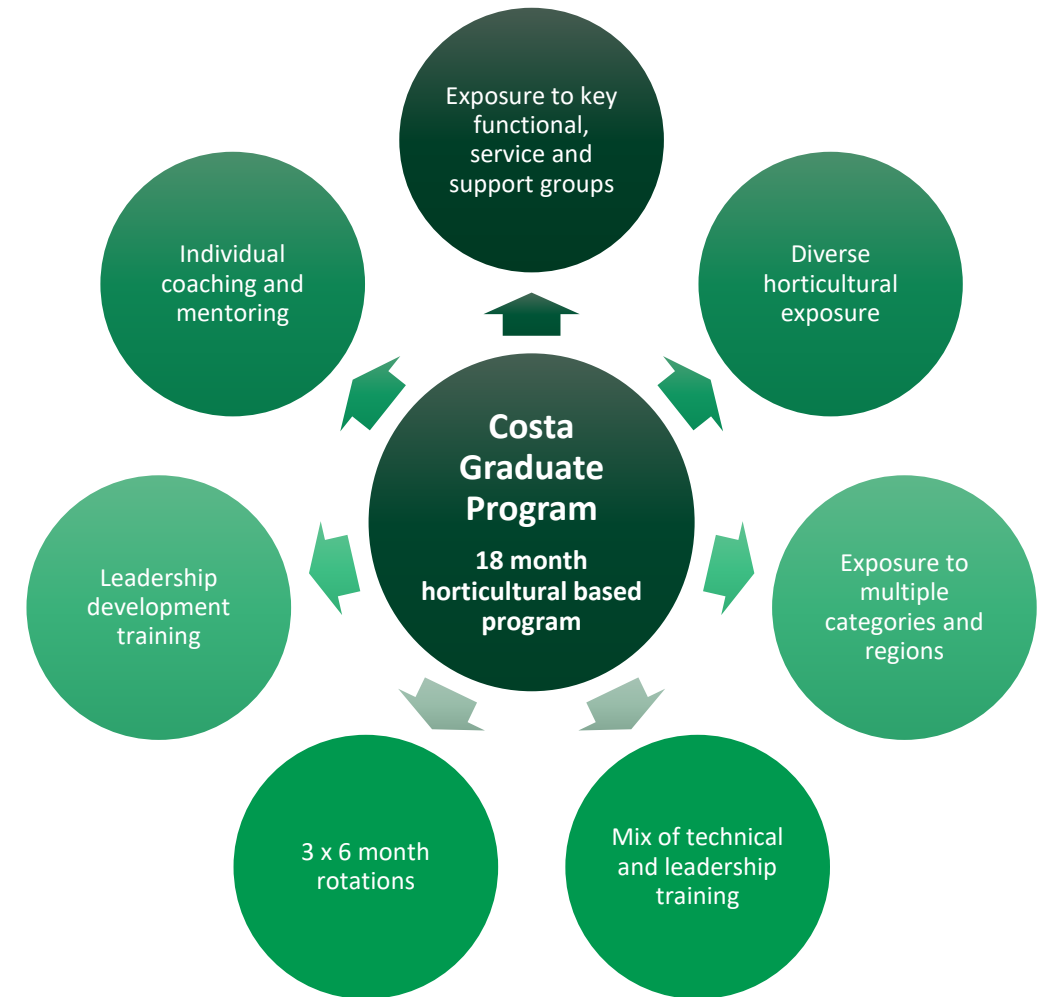 Costa
Graduate
Program
18 month
horticultural based
program
Exposure to key
functional,
service and
support groups
Diverse
horticultural
exposure
Exposure to
multiple
categories and
regions
Mix of technical
and leadership
training
3 x 6 month
rotations
Leadership
development
training
Individual
coaching and
mentoring